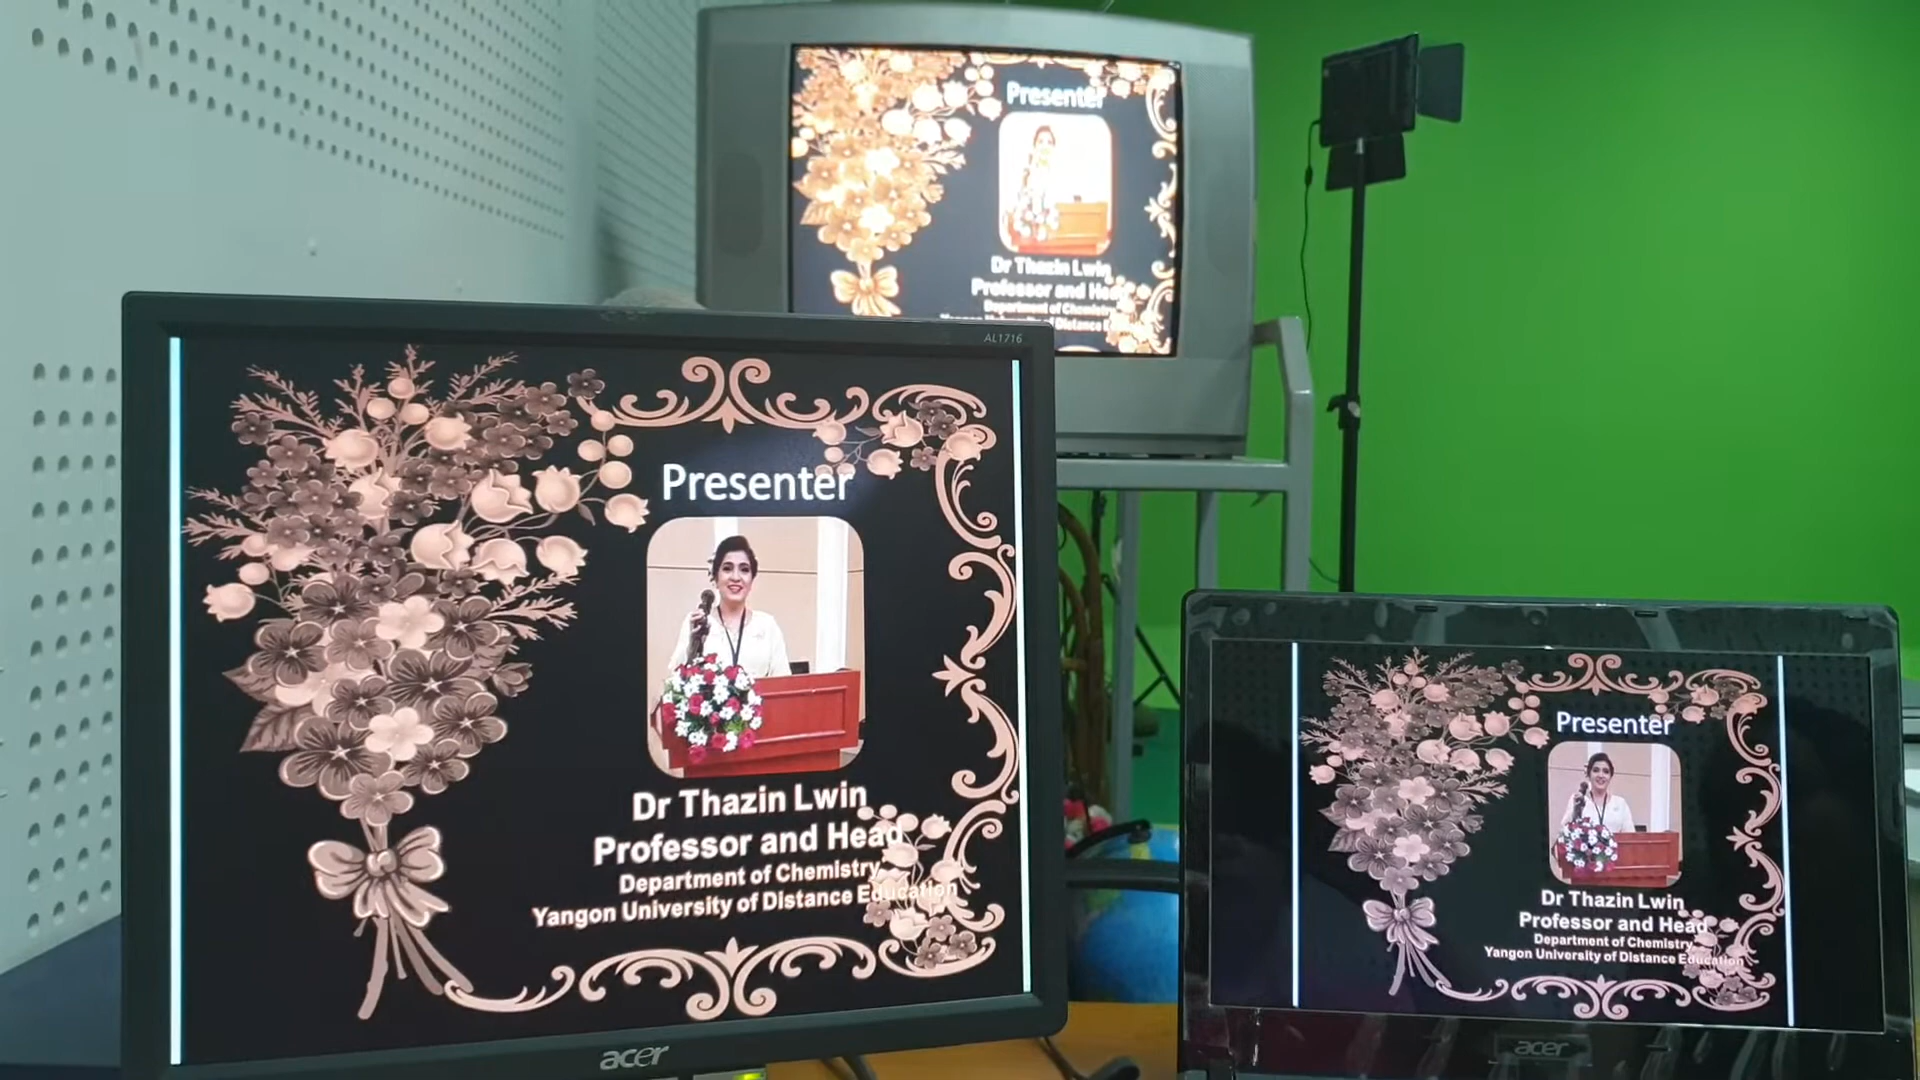 Presenter
Dr Thazin Lwin
Professor and Head
Department of Chemistry
AL1716
Presenter
Dr Thazin Lwin
Professor and Head
Department of Chemistry
Yangon University of Distance Education
acer
Presenter
Dr Thazin Lwin
Professor and Head
Department of Chemistry
Yangon University of Distance Education
acer